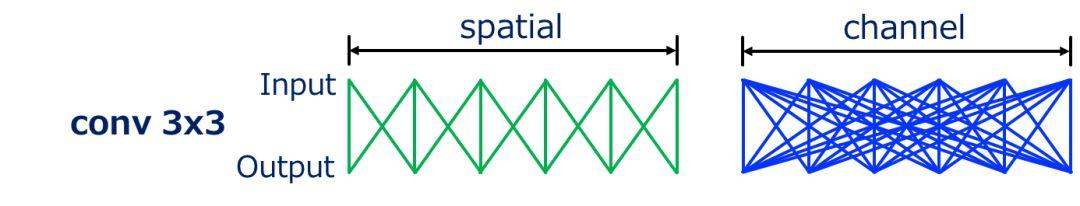 spatial
channel
Input
conv 3x3
Output